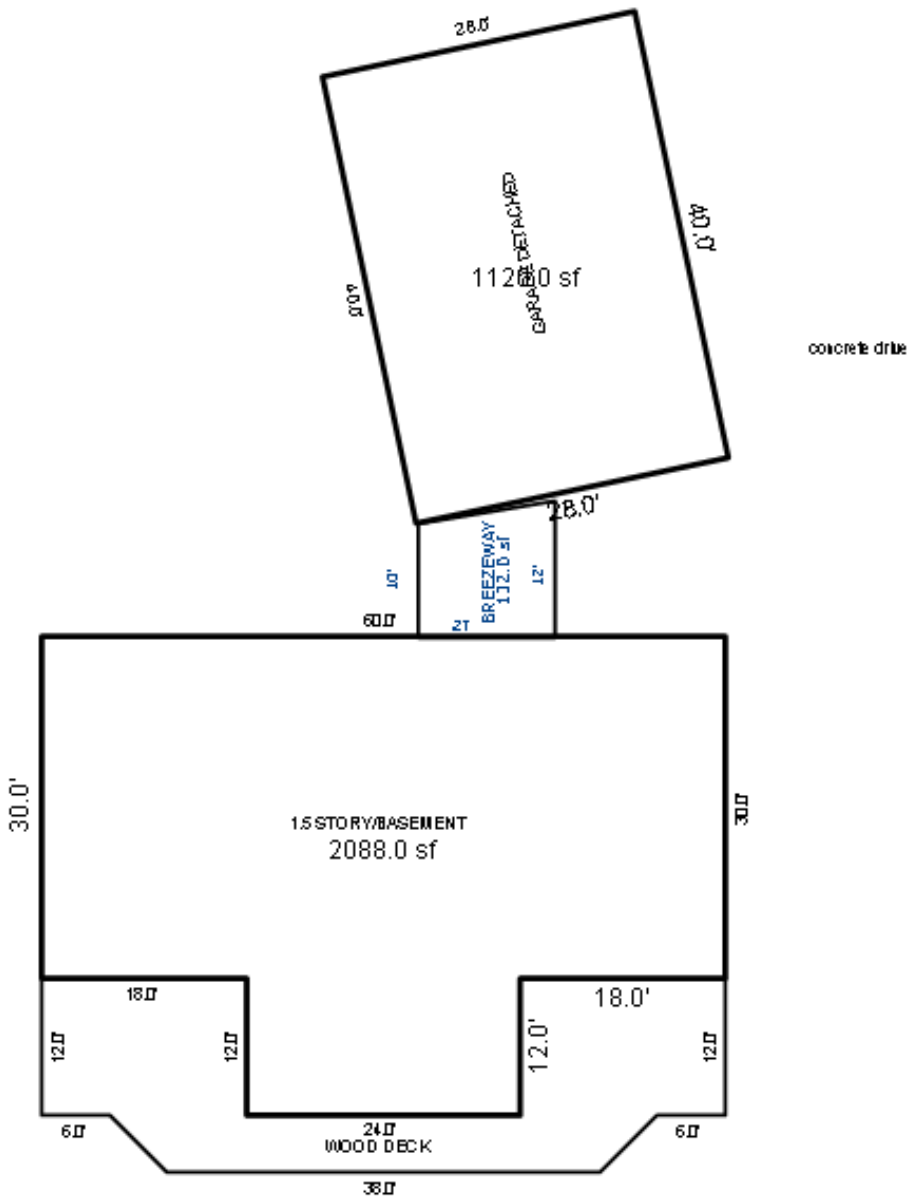 28.0'
40.0'
GARAGE DETACHED
1120.0 sf
40.0'
concrete drive
28.0'
10'
BREEZEWAY
132.0 sf
12'
12'
60.0'
30.0'
30.0'
1.5 STORY/BASEMENT
2088.0 sf
18.0'
18.0'
12.0'
12.0'
12.0'
12.0'
6.0'
24.0'
6.0'
WOOD DECK
38.0'